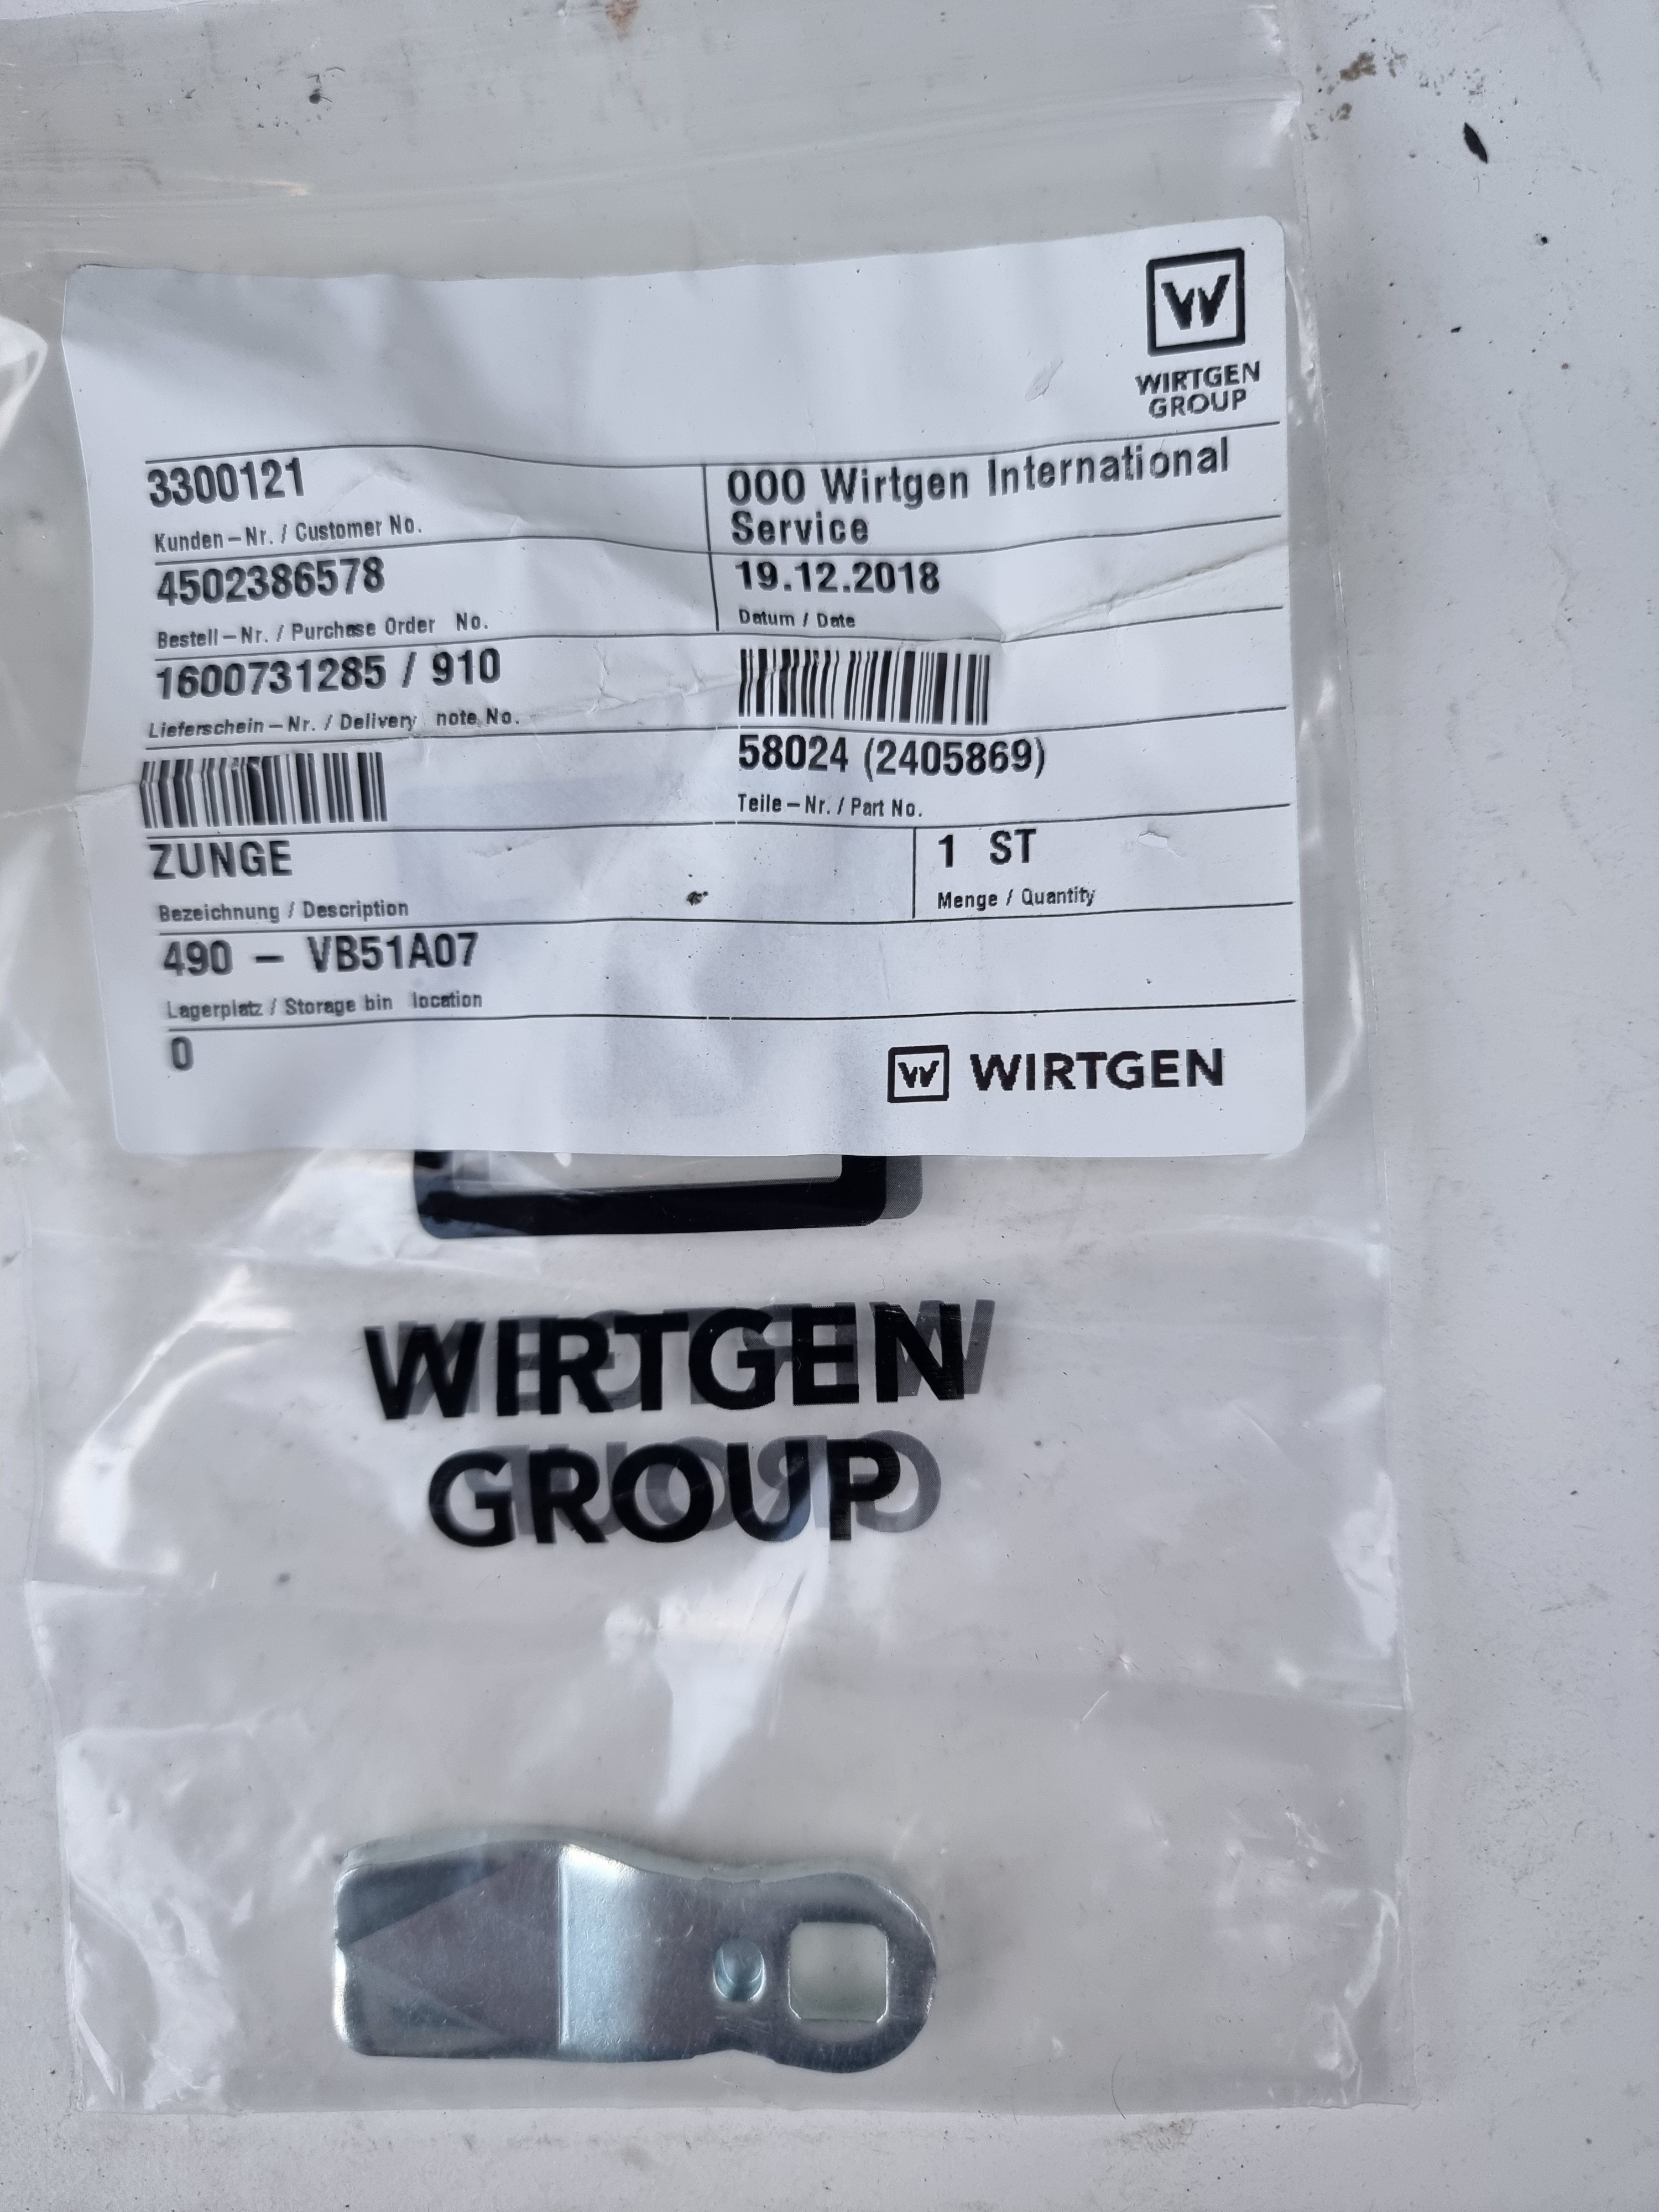 W
WIRTGEN
GROUP
3300121
Kunden-Nr. / Customer No.
OOO Wirtgen International
Service
4502386578
Bestell-Nr. / Purchase Order No.
19.12.2018
Datum / Date
1600731285 / 910
Lieferschein-Nr. / Delivery note No.
58024 (2405869)
Teile-Nr. / Part No.
ZUNGE
Bezeichnung / Description
1 ST
Menge / Quantity
490 - VB51A07
Lagerplatz / Storage bin location
0
W WIRTGEN
WIRTGEN
GROUP